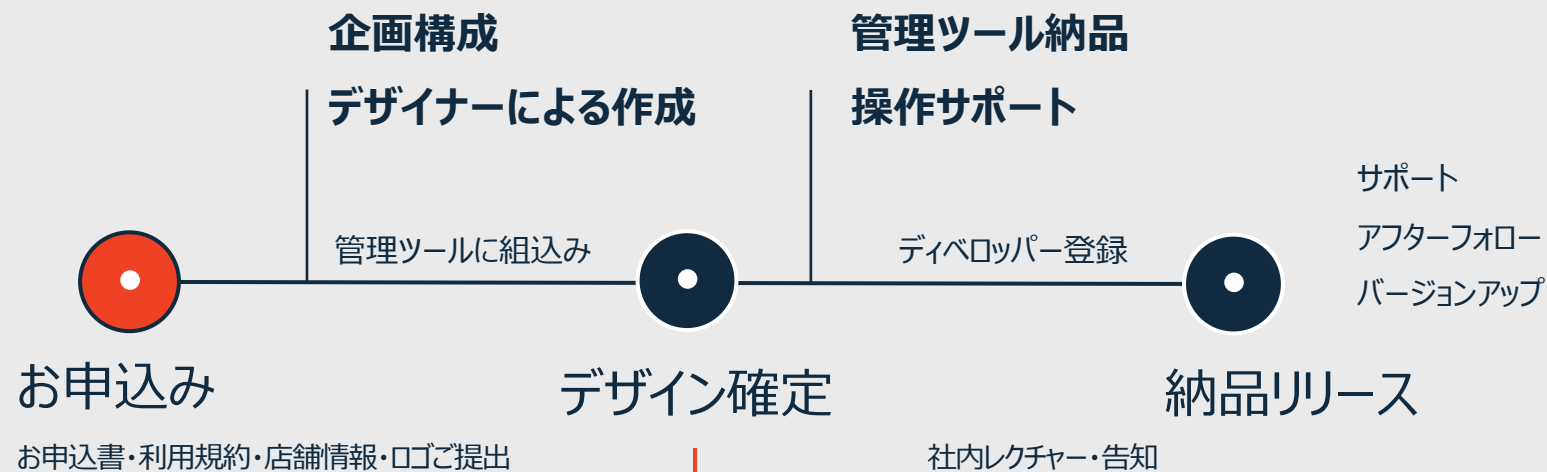 企画構成
デザイナーによる作成
管理ツール納品
操作サポート
サポート
アフターフォロー
バージョンアップ
管理ツールに組込み
ディベロッパー登録
お申込み
デザイン確定
納品リリース
お申込書・利用規約・店舗情報・ロゴご提出
社内レクチャー・告知